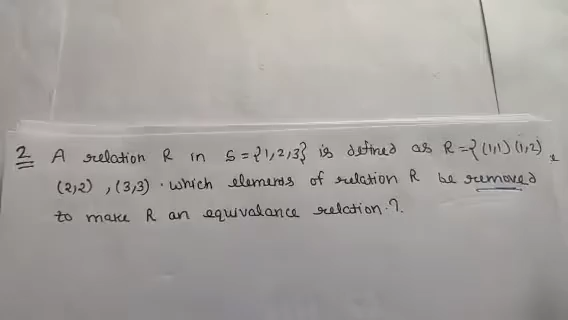 2 A relation R in S = {1,2,3} is defined as R = {(1,1) (1,2) ,
(2,2) , (3,3) . which elements of relation R be removed
to make R an equivalance relation.?.